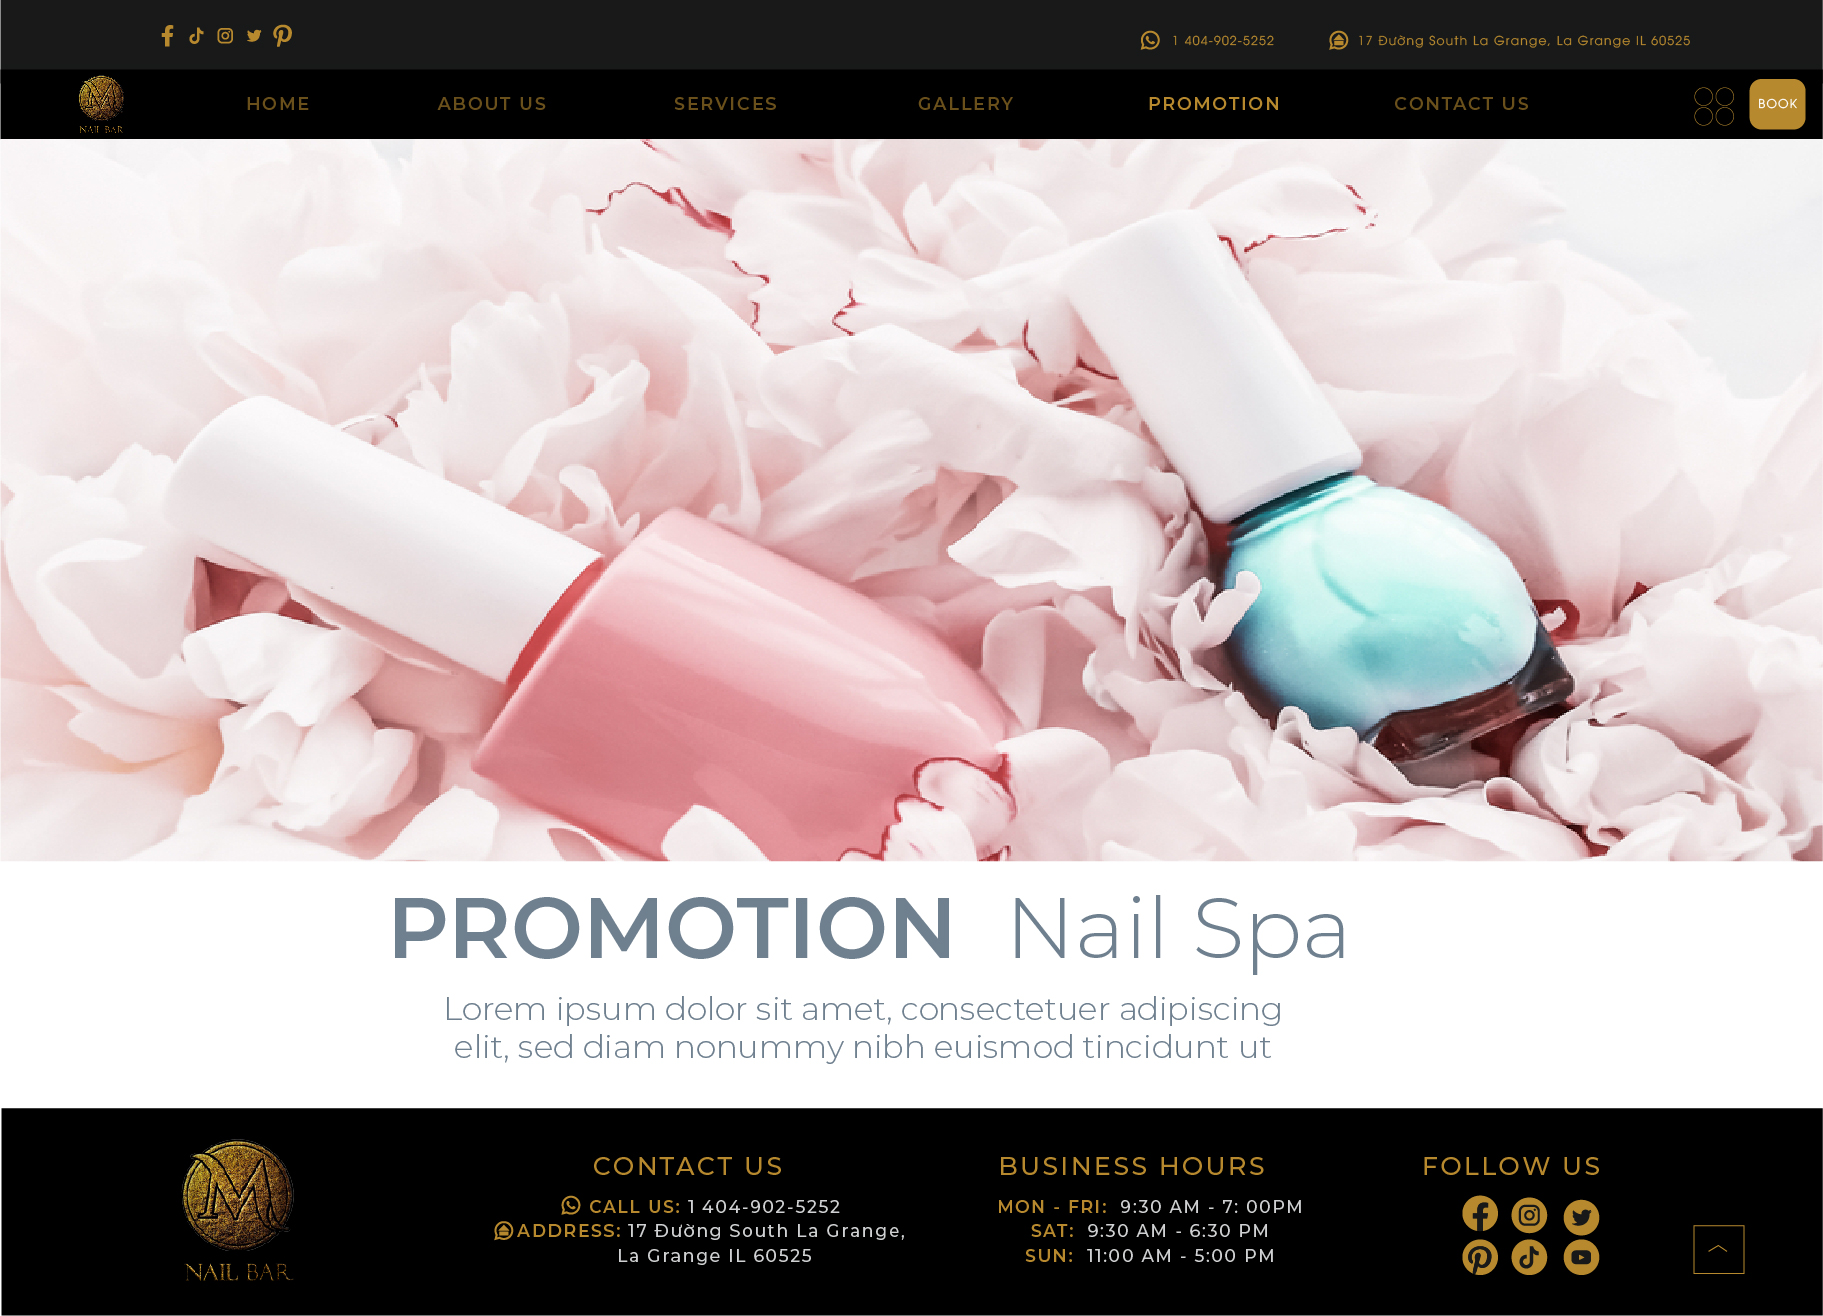 1 404-902-5252
17 Đường South La Grange, La Grange IL 60525
M
NAIL BAR
HOME
ABOUT US
SERVICES
GALLERY
PROMOTION
CONTACT US
BOOK
PROMOTION Nail Spa
Lorem ipsum dolor sit amet, consectetuer adipiscing
elit, sed diam nonummy nibh euismod tincidunt ut
M
NAIL BAR
CONTACT US
CALL US: 1 404-902-5252
ADDRESS: 17 Đường South La Grange,
La Grange IL 60525
BUSINESS HOURS
MON - FRI: 9:30 AM - 7: 00PM
SAT: 9:30 AM - 6:30 PM
SUN: 11:00 AM - 5:00 PM
FOLLOW US